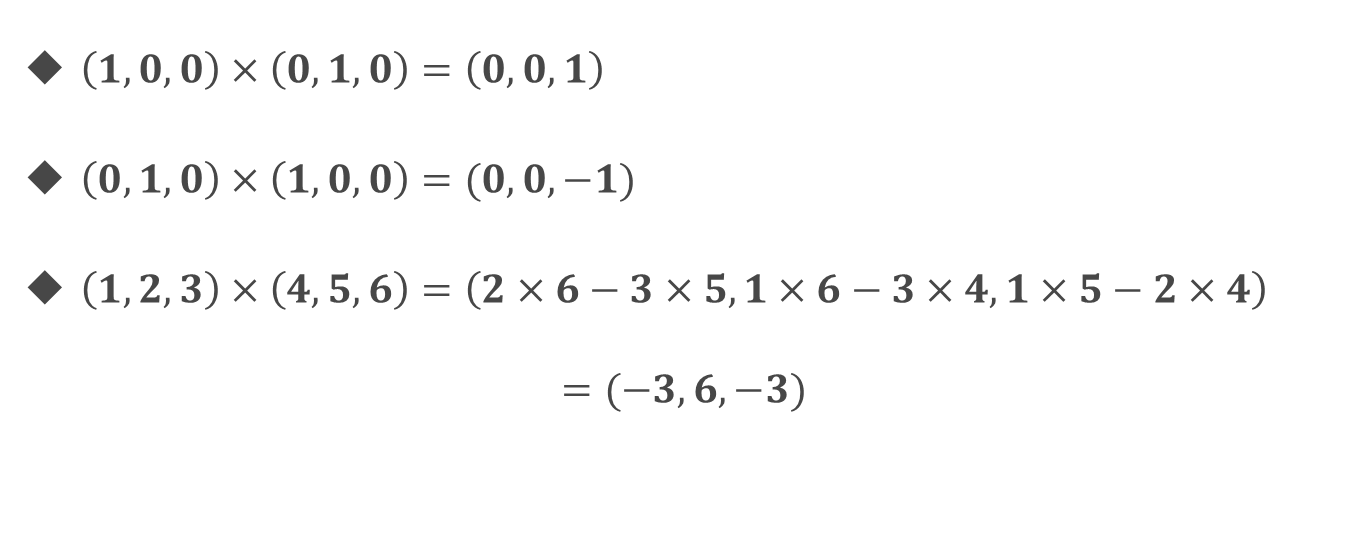 ◆ (1, 0, 0) × (0, 1, 0) = (0, 0, 1)
◆ (0, 1, 0) × (1, 0, 0) = (0, 0, −1)
◆ (1, 2, 3) × (4, 5, 6) = (2 × 6 − 3 × 5, 1 × 6 − 3 × 4, 1 × 5 − 2 × 4)
= (−3, 6, −3)